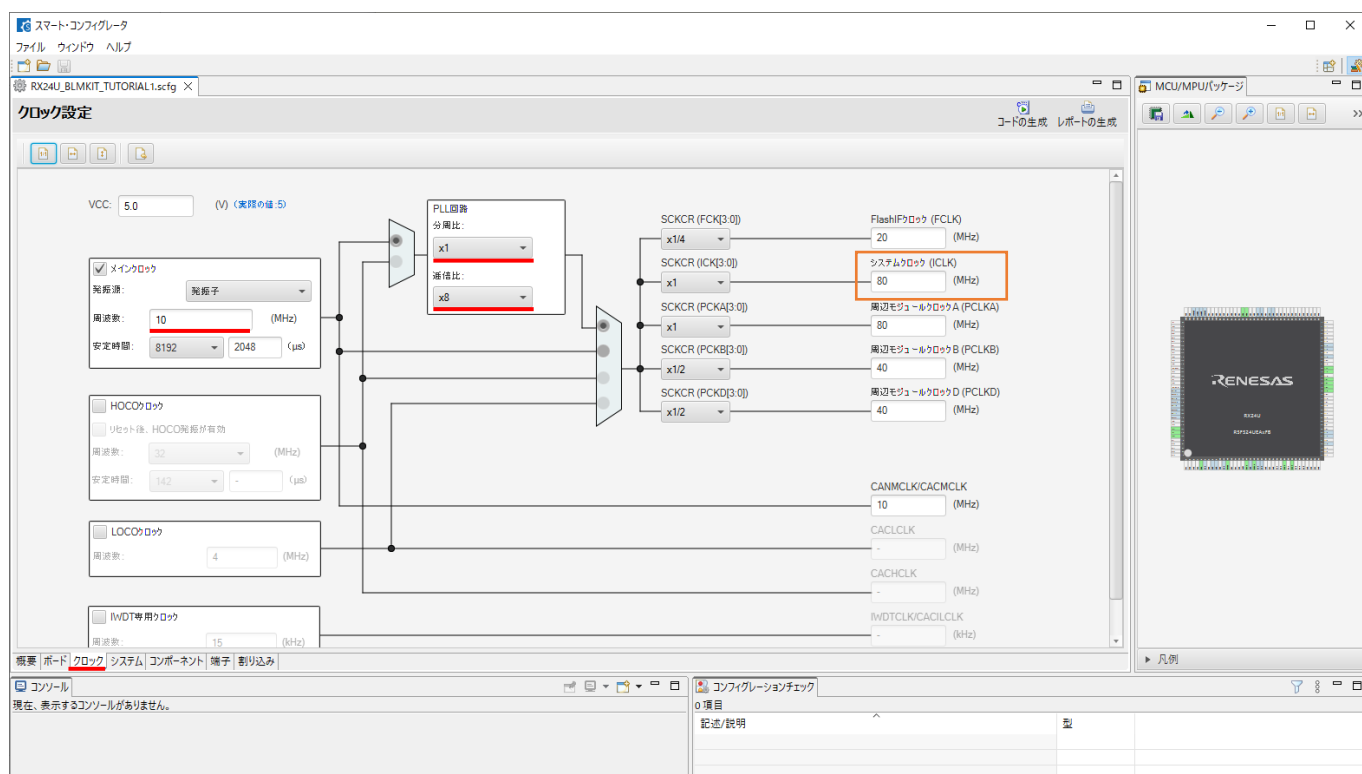 スマート・コンフィグレータ
ファイル ウィンドウ ヘルプ
RX24U_BLMKIT_TUTORIAL1.scfg
MCU/MPUパッケージ
クロック設定
コードの生成 レポートの生成
VCC: 5.0 (V) (実際の値:5)
メインクロック
発振源: 発振子
周波数: 10 (MHz)
安定時間: 8192 2048 (μs)
HOCOクロック
リセット後、HOCO発振が有効
周波数: 32 (MHz)
安定時間: 142 - (μs)
LOCOクロック
周波数: 4 (MHz)
IWDT専用クロック
周波数: 15 (kHz)
PLL回路
分周比:
x1
逓倍比:
x8
SCKCR (FCK[3:0]) FlashIFクロック (FCLK)
x1/4 20 (MHz)
SCKCR (ICK[3:0]) システムクロック (ICLK)
x1 80 (MHz)
SCKCR (PCKA[3:0]) 周辺モジュールクロックA (PCLKA)
x1 80 (MHz)
SCKCR (PCKB[3:0]) 周辺モジュールクロックB (PCLKB)
x1/2 40 (MHz)
SCKCR (PCKD[3:0]) 周辺モジュールクロックD (PCLKD)
x1/2 40 (MHz)
CANMCLK/CACMCLK
10 (MHz)
CACLCLK
- (MHz)
CACHCLK
- (MHz)
IWDTCLK/CACILCLK
- (kHz)
RENESAS
RX24U
R5F524UEAxFB
概要 ボード クロック システム コンポーネント 端子 割り込み
凡例
コンソール
現在、表示するコンソールがありません。
コンフィグレーションチェック
0 項目
記述/説明 型